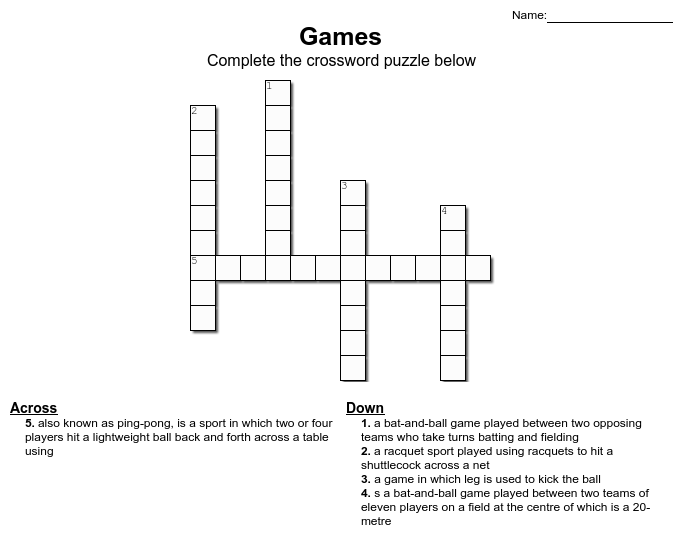 Name:
Games
Complete the crossword puzzle below
1
2
3
4
5
Across
5. also known as ping-pong, is a sport in which two or four
players hit a lightweight ball back and forth across a table
using
Down
1. a bat-and-ball game played between two opposing
teams who take turns batting and fielding
2. a racquet sport played using racquets to hit a
shuttlecock across a net
3. a game in which leg is used to kick the ball
4. s a bat-and-ball game played between two teams of
eleven players on a field at the centre of which is a 20-
metre